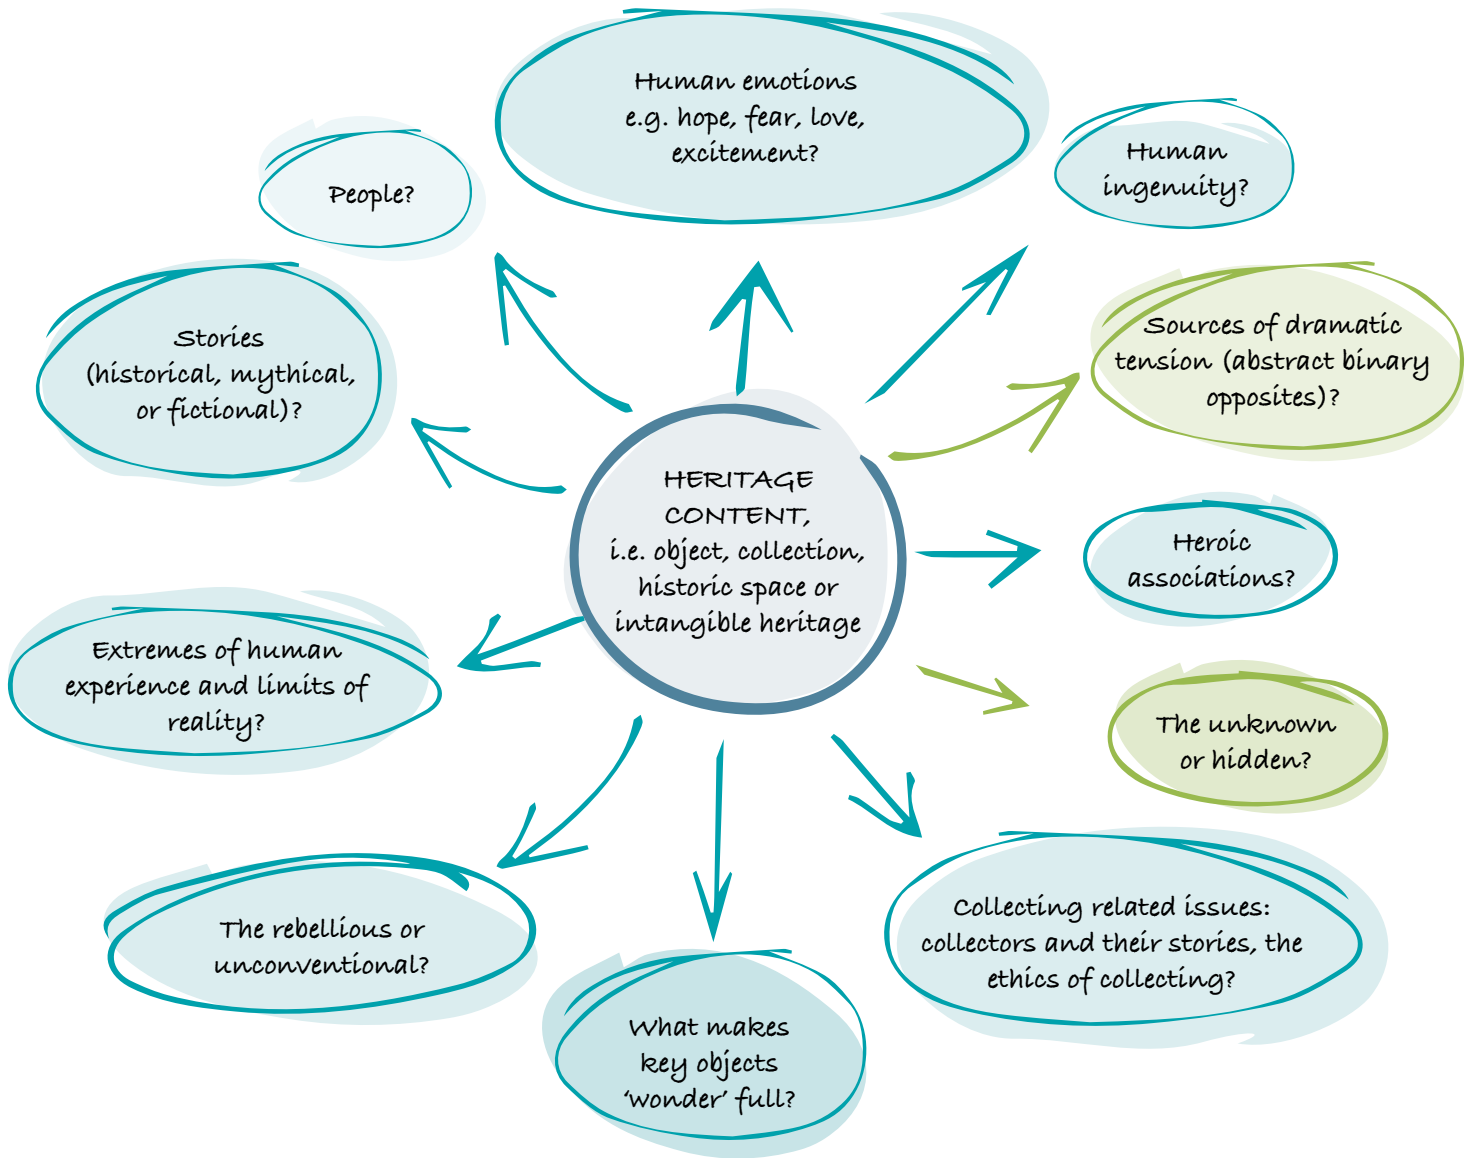 Human emotions
e.g. hope, fear, love,
excitement?
Human
ingenuity?
People?
Sources of dramatic
tension (abstract binary
opposites)?
Stories
(historical, mythical,
or fictional)?
HERITAGE
CONTENT,
i.e. object, collection,
historic space or
intangible heritage
Heroic
associations?
Extremes of human
experience and limits of
reality?
The unknown
or hidden?
Collecting related issues:
collectors and their stories, the
ethics of collecting?
The rebellious or
unconventional?
What makes
key objects
‘wonder’ full?